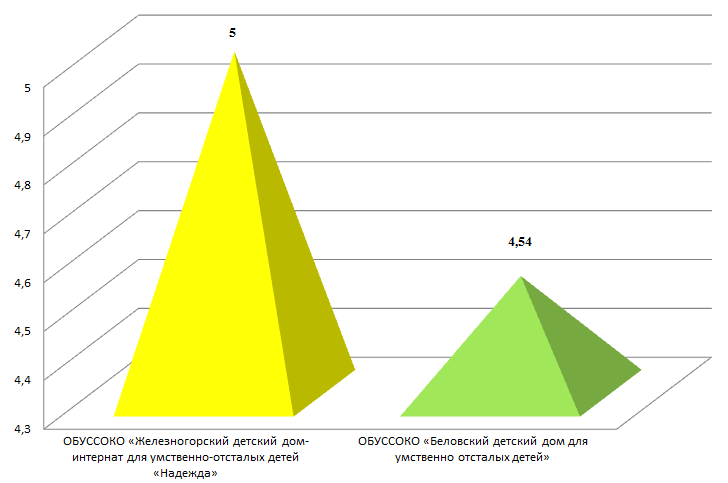 5
5
4,9
4,8
4,7
4,54
4,6
4,5
4,4
4,3
ОБУССОКО «Железногорский детский дом-
интернат для умственно-отсталых детей
«Надежда»
ОБУССОКО «Беловский детский дом для
умственно отсталых детей»